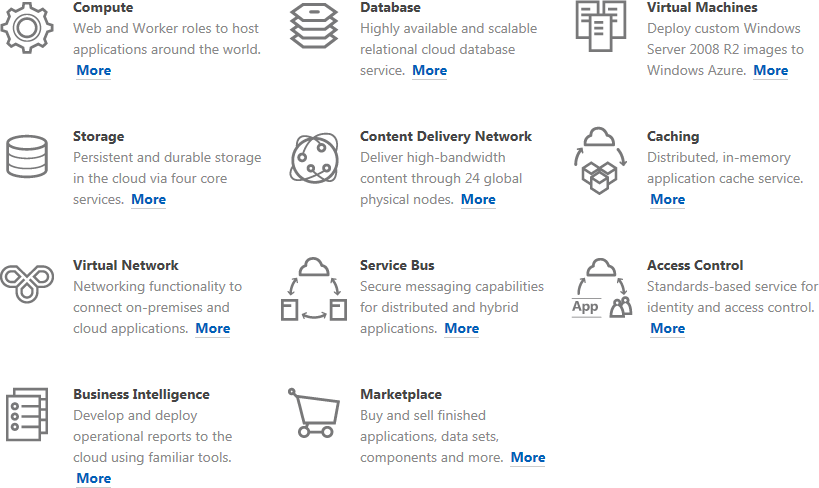 Compute
Web and Worker roles to host
applications around the world.
More
Database
Highly available and scalable
relational cloud database
service. More
Virtual Machines
Deploy custom Windows
Server 2008 R2 images to
Windows Azure. More
Storage
Persistent and durable storage
in the cloud via four core
services. More
Content Delivery Network
Deliver high-bandwidth
content through 24 global
physical nodes. More
Caching
Distributed, in-memory
application cache service.
More
Virtual Network
Networking functionality to
connect on-premises and
cloud applications. More
Service Bus
Secure messaging capabilities
for distributed and hybrid
applications. More
App
Access Control
Standards-based service for
identity and access control.
More
Business Intelligence
Develop and deploy
operational reports to the
cloud using familiar tools.
More
Marketplace
Buy and sell finished
applications, data sets,
components and more. More